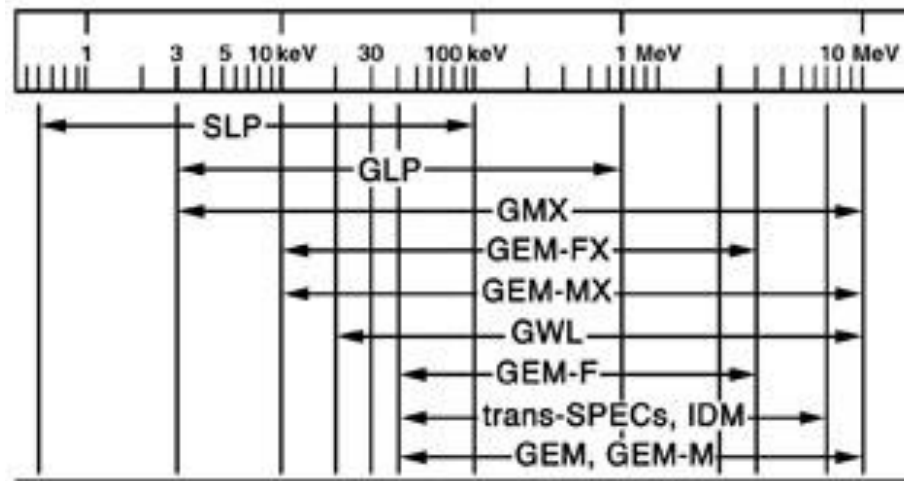 1 3 5 10 keV 30 100 keV 1 MeV 10 MeV
SLP
GLP
GMX
GEM-FX
GEM-MX
GWL
GEM-F
trans-SPECs, IDM
GEM, GEM-M